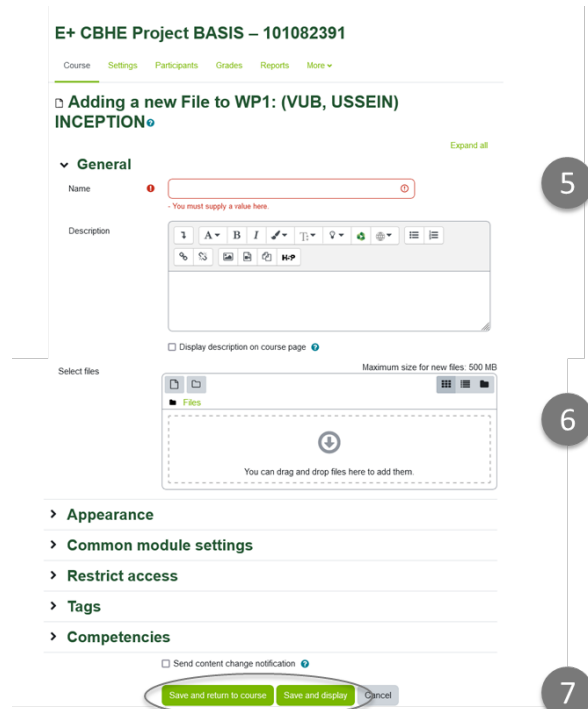 E+ CBHE Project BASIS – 101082391
Course Settings Participants Grades Reports More
Adding a new File to WP1: (VUB, USSEIN)
INCEPTION
Expand all
General
5
Name
- You must supply a value here.
Description
A B I T
H-P
Display description on course page
Select files
Maximum size for new files: 500 MB
Files
6
You can drag and drop files here to add them.
Appearance
Common module settings
Restrict access
Tags
Competencies
Send content change notification
Save and return to course Save and display Cancel
7